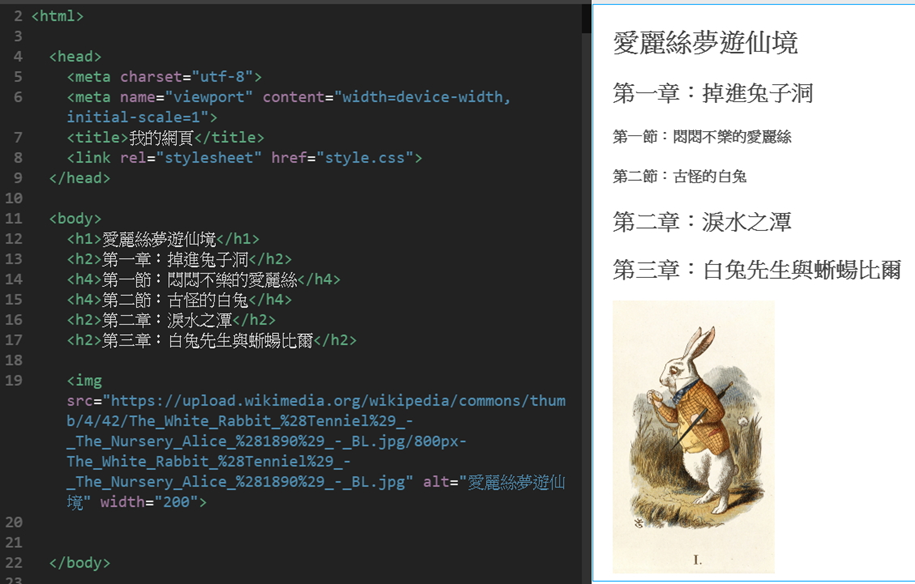 2 <html>
3
4 <head>
5 <meta charset="utf-8">
6 <meta name="viewport" content="width=device-width,
initial-scale=1">
7 <title>我的網頁</title>
8 <link rel="stylesheet" href="style.css">
9 </head>
10
11 <body>
12 <h1>愛麗絲夢遊仙境</h1>
13 <h2>第一章：掉進兔子洞</h2>
14 <h4>第一節：悶悶不樂的愛麗絲</h4>
15 <h4>第二節：古怪的白兔</h4>
16 <h2>第二章：淚水之潭</h2>
17 <h2>第三章：白兔先生與蜥蜴比爾</h2>
18
19 <img
src="https://upload.wikimedia.org/wikipedia/commons/thum
b/4/42/The_White_Rabbit_%28Tenniel%29_-
_The_Nursery_Alice_%281890%29_-_BL.jpg/800px-
The_White_Rabbit_%28Tenniel%29_-
_The_Nursery_Alice_%281890%29_-_BL.jpg" alt="愛麗絲夢遊仙
境" width="200">
20
21
22 </body>
23
愛麗絲夢遊仙境
第一章：掉進兔子洞
第一節：悶悶不樂的愛麗絲
第二節：古怪的白兔
第二章：淚水之潭
第三章：白兔先生與蜥蜴比爾
I.